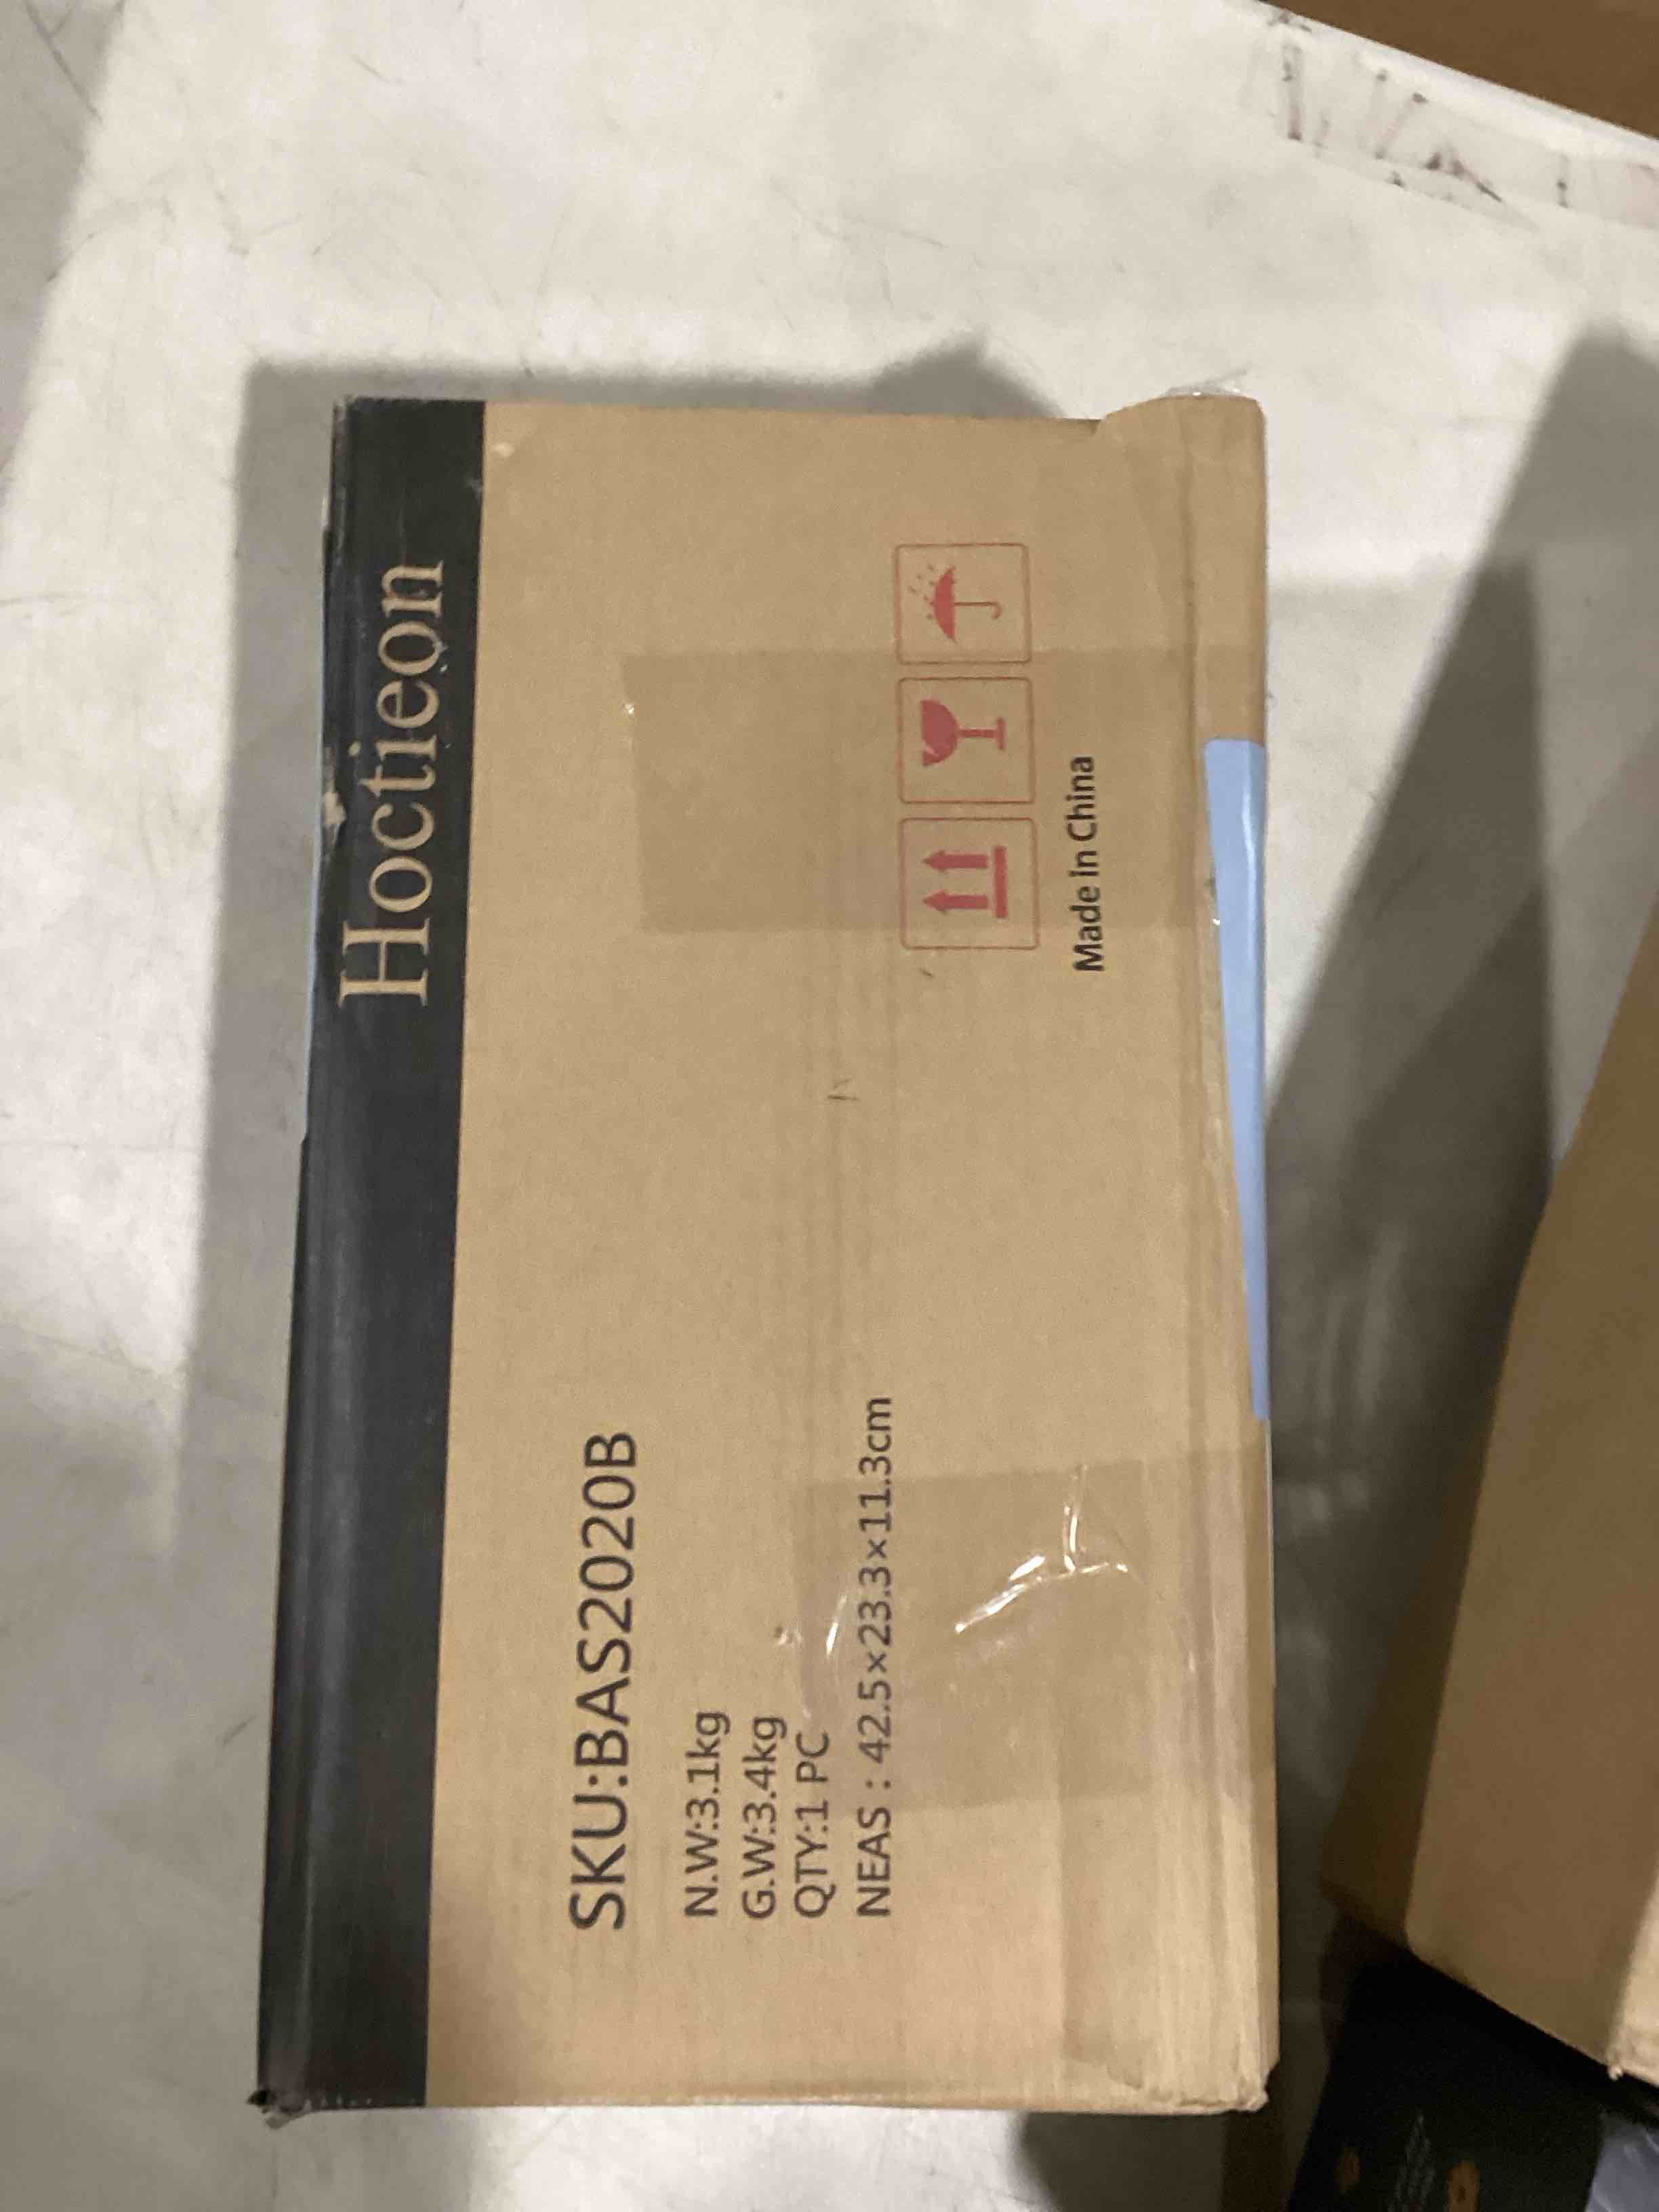 Hoctieon
SKU:BAS2020B
N.W:3.1kg
G.W:3.4kg
QTY:1 PC
NEAS : 42.5×23.3×11.3cm
Made in China